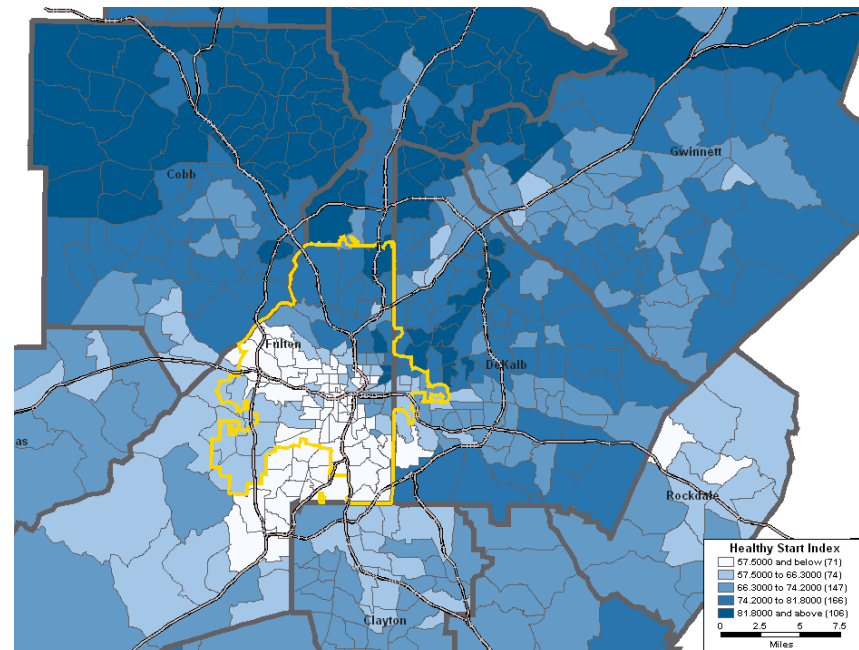 Gwinnett
Cobb
Fulton
DeKalb
as
Rockdale
Clayton
Healthy Start Index
57.5000 and below (71)
57.5000 to 66.3000 (74)
66.3000 to 74.2000 (147)
74.2000 to 81.8000 (166)
81.8000 and above (106)
0 2.5 5 7.5
Miles